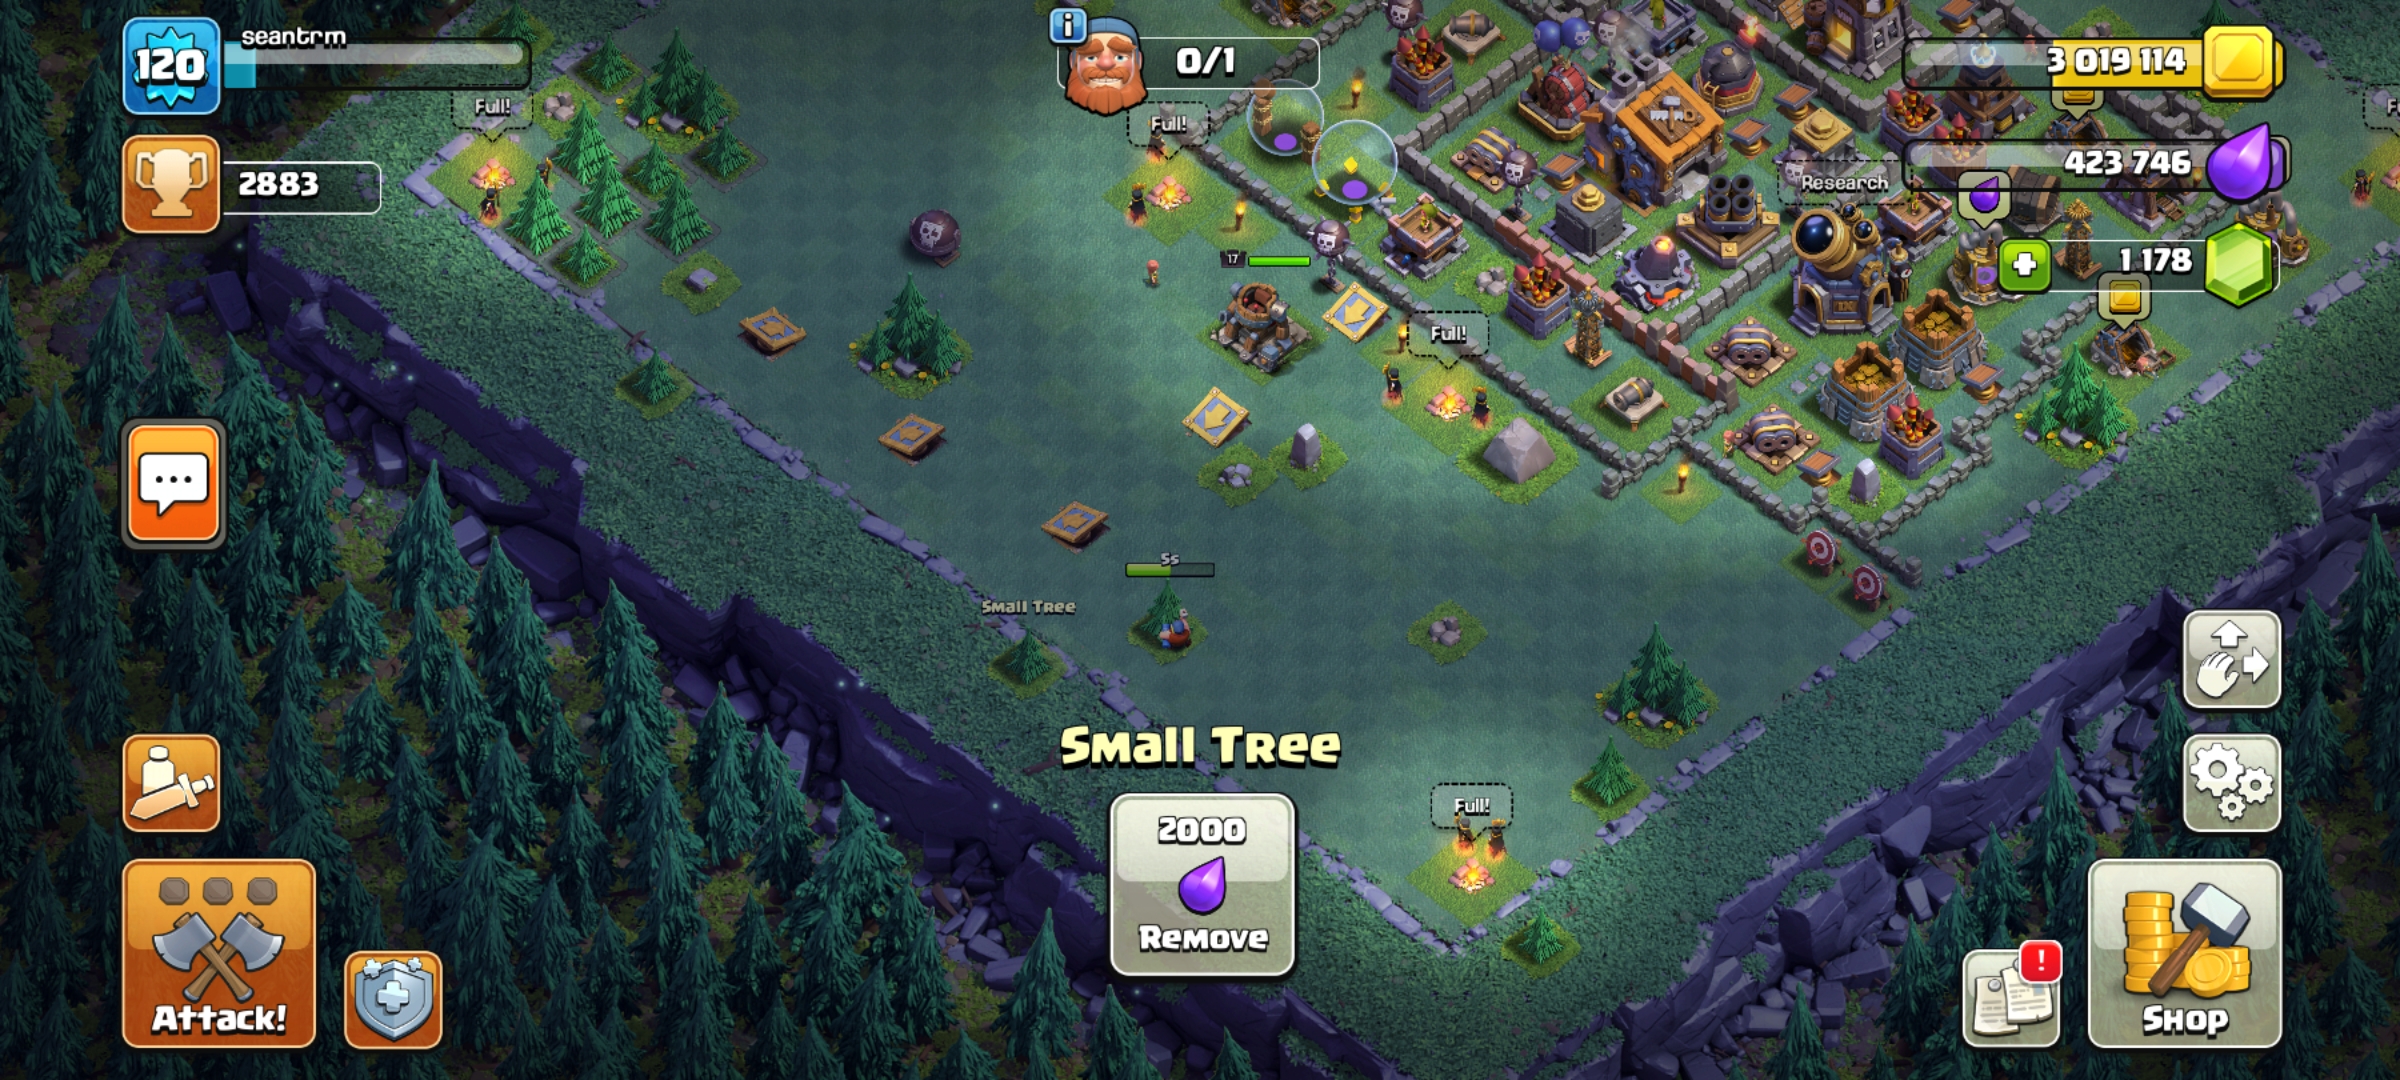 120
seantrm
2883
0/1
3 019 114
423 746
1 178
Full!
Full!
Research
17
Full!
5s
Small Tree
Small Tree
2000
Remove
Full!
Attack!
!
Shop